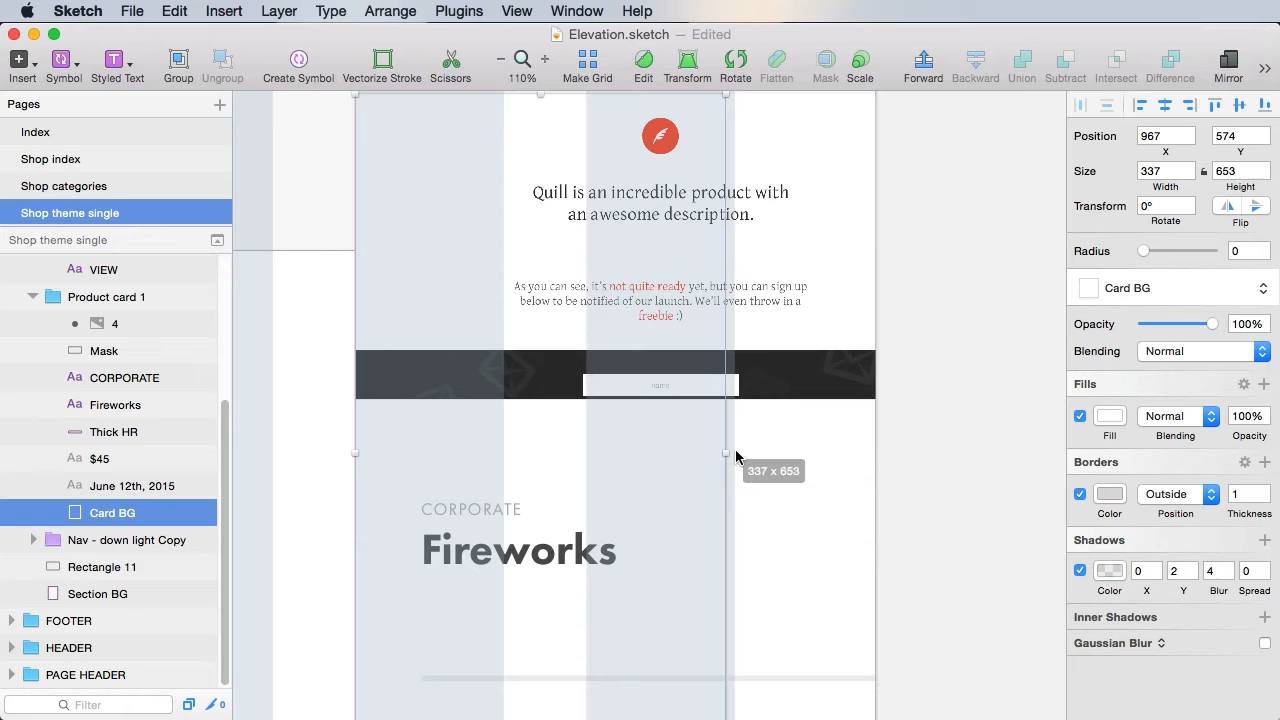 Sketch File Edit Insert Layer Type Arrange Plugins View Window Help
Elevation.sketch — Edited
Insert Symbol Styled Text Group Ungroup Create Symbol Vectorize Stroke Scissors 110% Make Grid Edit Transform Rotate Flatten Mask Scale Forward Backward Union Subtract Intersect Difference Mirror
Pages
Index
Shop index
Shop categories
Shop theme single
Shop theme single
Aa VIEW
Product card 1
4
Mask
Aa CORPORATE
Aa Fireworks
Thick HR
Aa $45
Aa June 12th, 2015
Card BG
Nav - down light Copy
Rectangle 11
Section BG
FOOTER
HEADER
PAGE HEADER
Filter
0
Quill is an incredible product with
an awesome description.
As you can see, it's not quite ready yet, but you can sign up
below to be notified of our launch. We'll even throw in a
freebie :)
name
337 x 653
CORPORATE
Fireworks
Position 967 574
X Y
Size 337 653
Width Height
Transform 0º
Rotate Flip
Radius 0
Card BG
Opacity 100%
Blending Normal
Fills
Normal 100%
Fill Blending Opacity
Borders
Outside 1
Color Position Thickness
Shadows
0 2 4 0
Color X Y Blur Spread
Inner Shadows
Gaussian Blur